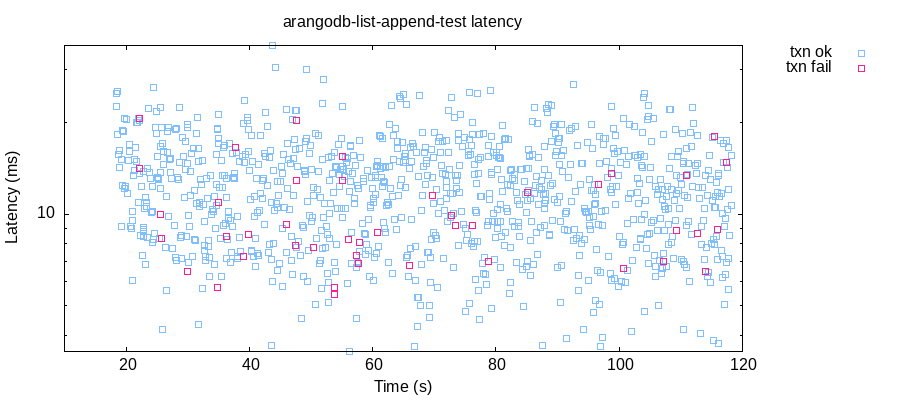 arangodb-list-append-test latency
txn ok
txn fail
Latency (ms)
10
20
40
60
80
100
120
Time (s)